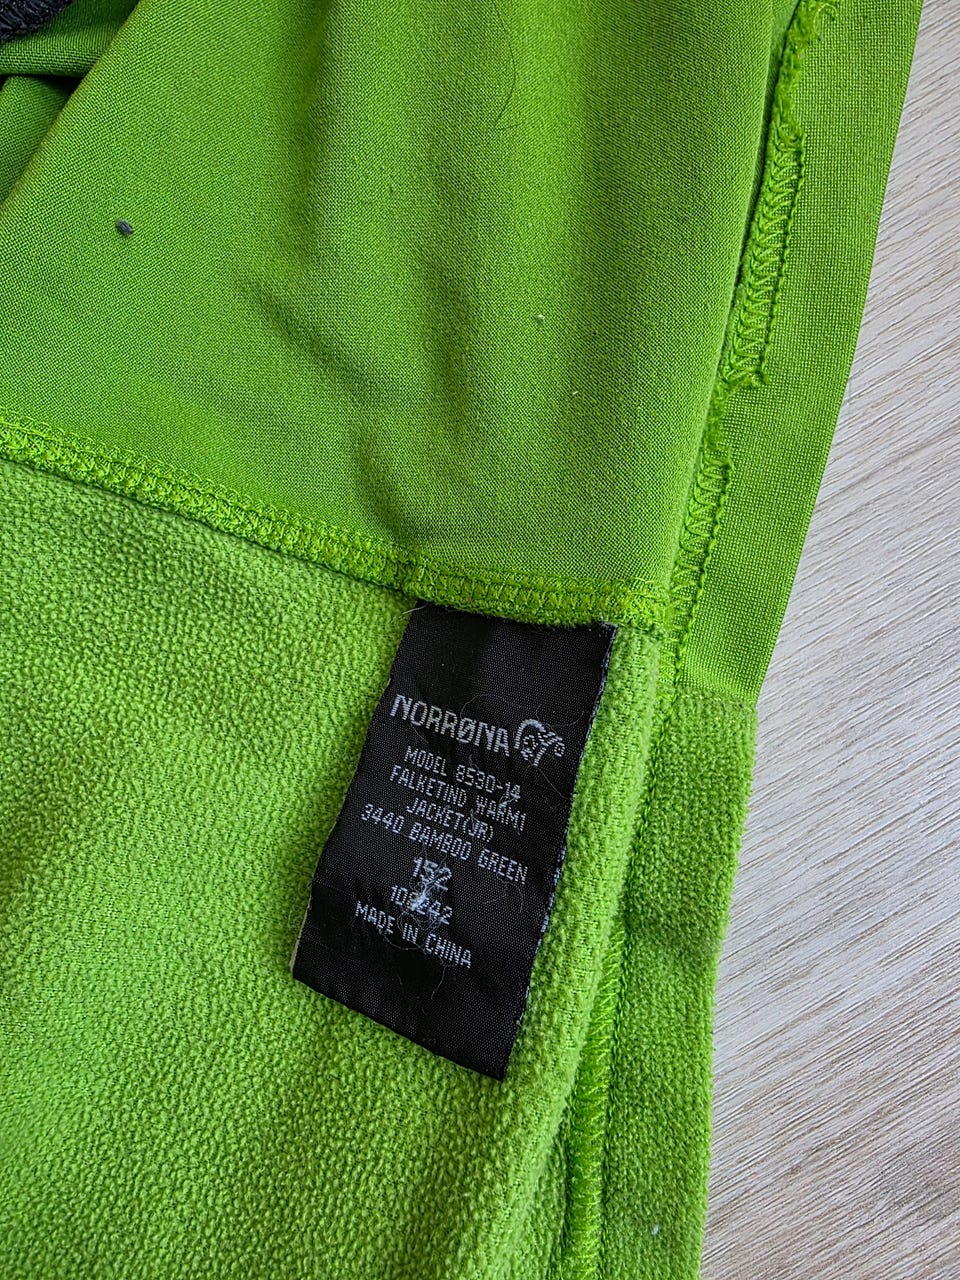 NORRØNA
MODEL 8530-14
FALKETIND WARM1
JACKET(JR)
3440 BAMBOO GREEN
152
MADE IN CHINA